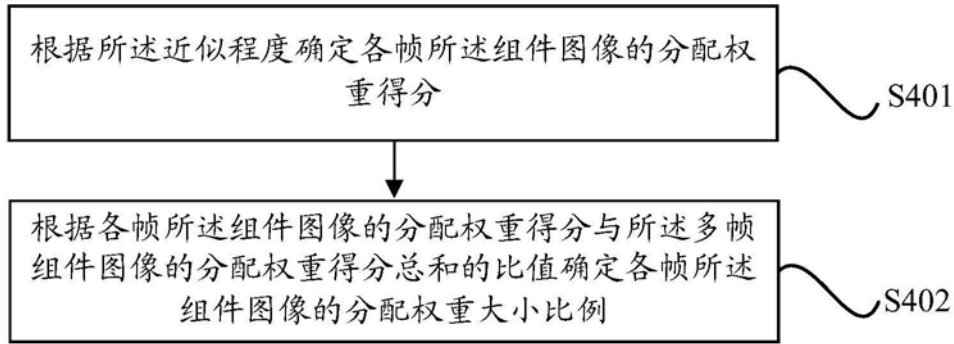 根据所述近似程度确定各帧所述组件图像的分配权
重得分
S401
根据各帧所述组件图像的分配权重得分与所述多帧
组件图像的分配权重得分总和的比值确定各帧所述
组件图像的分配权重大小比例
S402